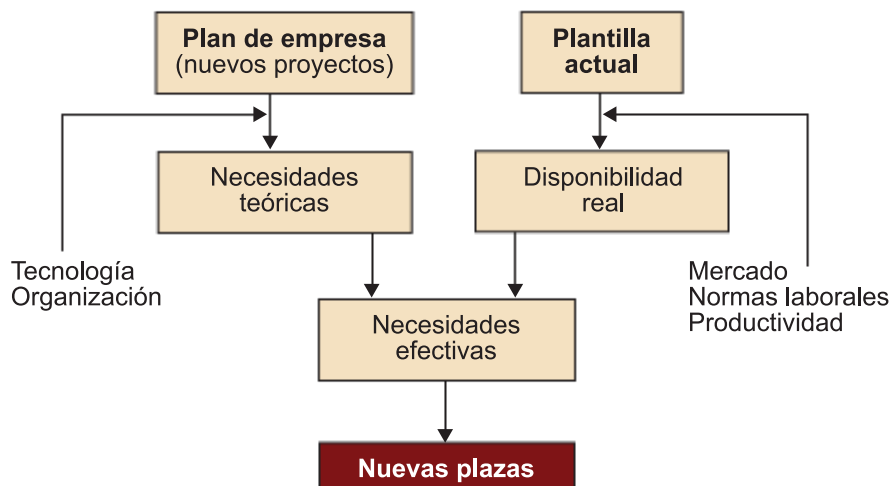 Plan de empresa
(nuevos proyectos)
Plantilla
actual
Necesidades
teóricas
Disponibilidad
real
Tecnología
Organización
Mercado
Normas laborales
Productividad
Necesidades
efectivas
Nuevas plazas